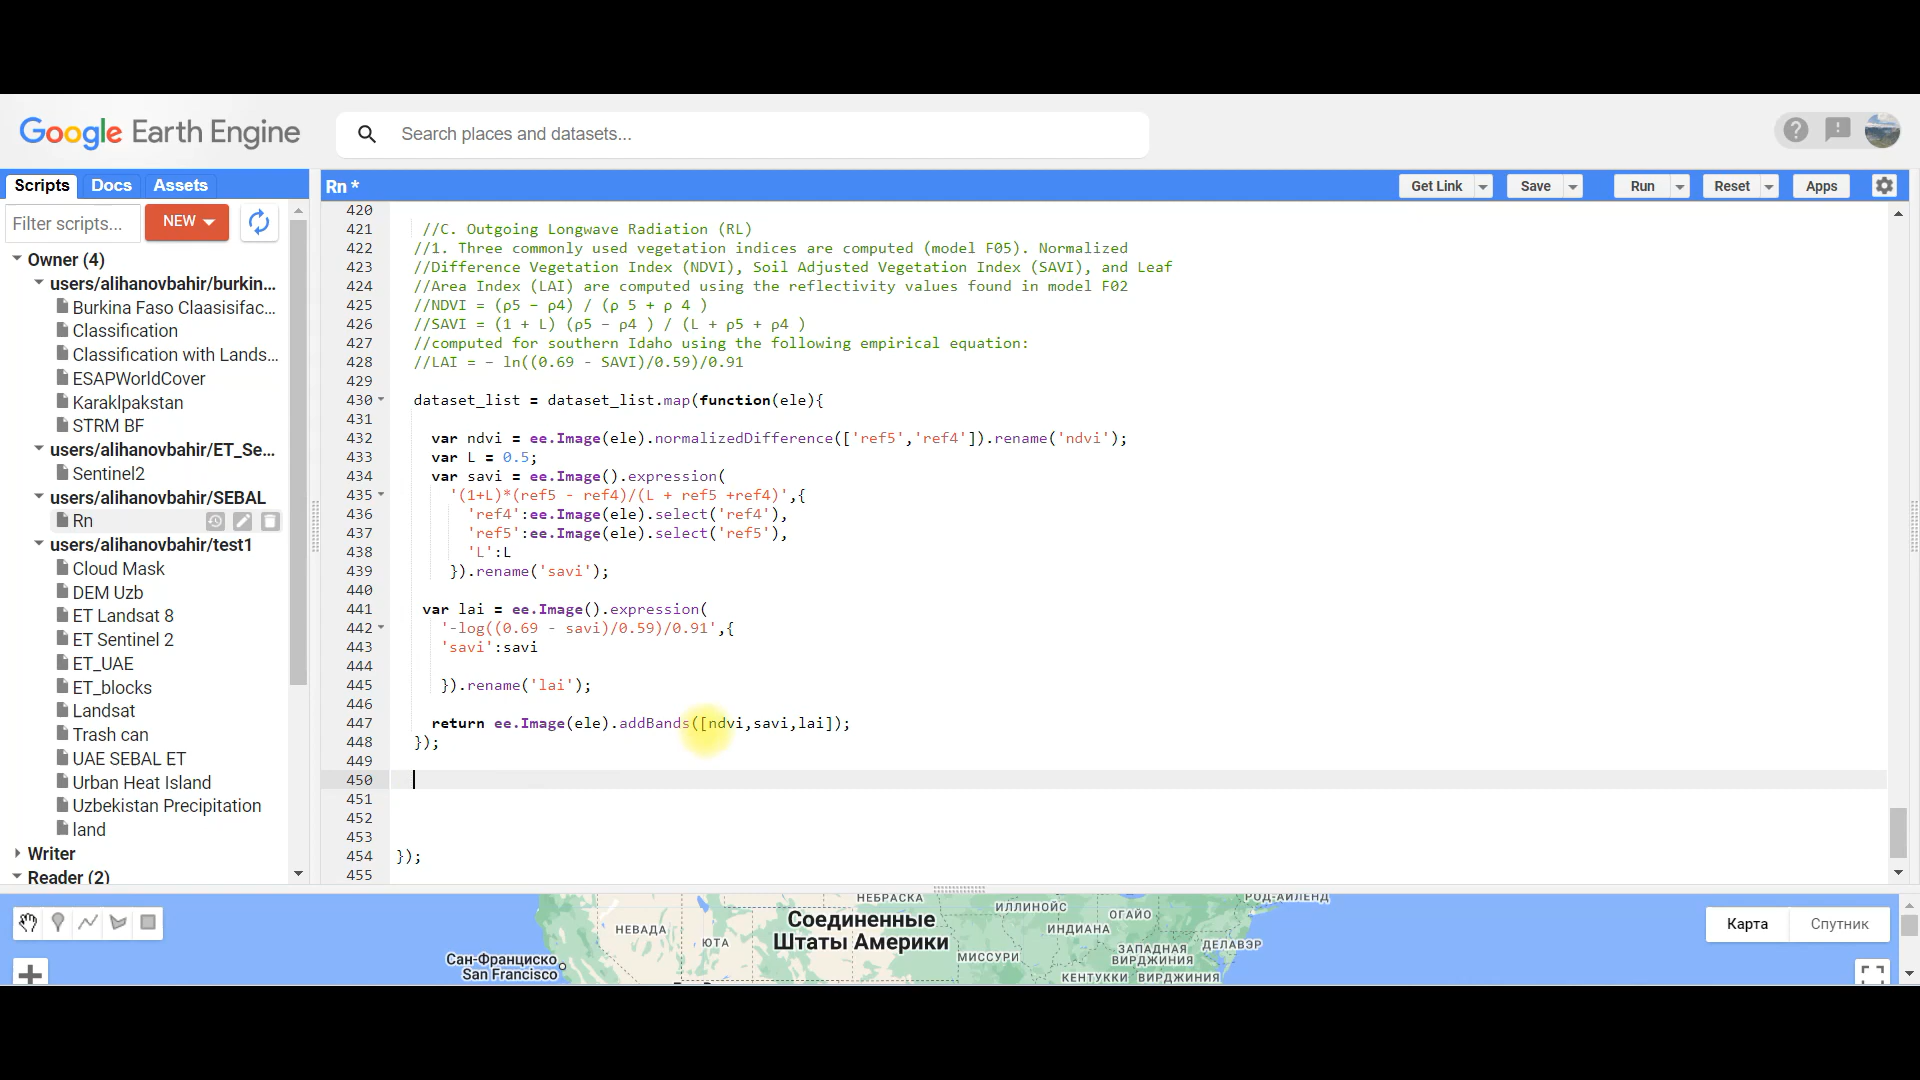 Google Earth Engine
Search places and datasets...
Scripts
Docs
Assets
Filter scripts...
NEW
Owner (4)
users/alihanovbahir/burkin...
Burkina Faso Claasisifac...
Classification
Classification with Lands...
ESAPWorldCover
Karaklpakstan
STRM BF
users/alihanovbahir/ET_Se...
Sentinel2
users/alihanovbahir/SEBAL
Rn
users/alihanovbahir/test1
Cloud Mask
DEM Uzb
ET Landsat 8
ET Sentinel 2
ET_UAE
ET_blocks
Landsat
Trash can
UAE SEBAL ET
Urban Heat Island
Uzbekistan Precipitation
land
Writer
Reader (2)
Rn *
Get Link
Save
Run
Reset
Apps
420
421 //C. Outgoing Longwave Radiation (RL)
422 //1. Three commonly used vegetation indices are computed (model F05). Normalized
423 //Difference Vegetation Index (NDVI), Soil Adjusted Vegetation Index (SAVI), and Leaf
424 //Area Index (LAI) are computed using the reflectivity values found in model F02
425 //NDVI = (ρ5 − ρ4) / (ρ 5 + ρ 4 )
426 //SAVI = (1 + L) (ρ5 − ρ4 ) / (L + ρ5 + ρ4 )
427 //computed for southern Idaho using the following empirical equation:
428 //LAI = − ln((0.69 − SAVI)/0.59)/0.91
429
430 dataset_list = dataset_list.map(function(ele){
431
432 var ndvi = ee.Image(ele).normalizedDifference(['ref5','ref4']).rename('ndvi');
433 var L = 0.5;
434 var savi = ee.Image().expression(
435 '(1+L)*(ref5 - ref4)/(L + ref5 +ref4)',{
436 'ref4':ee.Image(ele).select('ref4'),
437 'ref5':ee.Image(ele).select('ref5'),
438 'L':L
439 }).rename('savi');
440
441 var lai = ee.Image().expression(
442 '-log((0.69 - savi)/0.59)/0.91',{
443 'savi':savi
444
445 }).rename('lai');
446
447 return ee.Image(ele).addBands([ndvi,savi,lai]);
448 });
449
450
451
452
453
454 });
455
НЕБРАСКА
ИЛЛИНОЙС
РОД-АЙЛЕНД
ОГАЙО
Соединенные
Штаты Америки
НЕВАДА
ЮТА
ИНДИАНА
ДЕЛАВЭР
ЗАПАДНАЯ
ВИРДЖИНИЯ
МИССУРИ
Сан-Франциско
San Francisco
КЕНТУККИ
ВИРДЖИНИЯ
Карта
Спутник